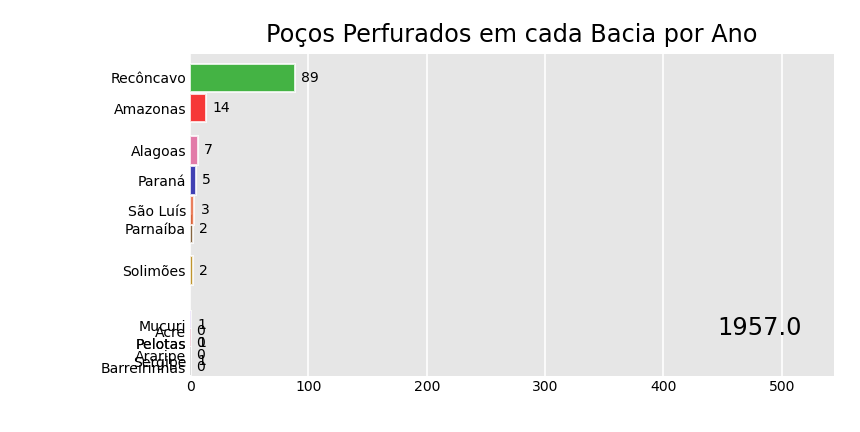 Poços Perfurados em cada Bacia por Ano
Recôncavo 89
Amazonas 14
Alagoas 7
Paraná 5
São Luís 3
Parnaíba 2
Solimões 2
Mucuri 1
1957.0
Acre 0
Pelotas
Araripe 0
Sergipe 1
Barreirinhas 0
0 100 200 300 400 500